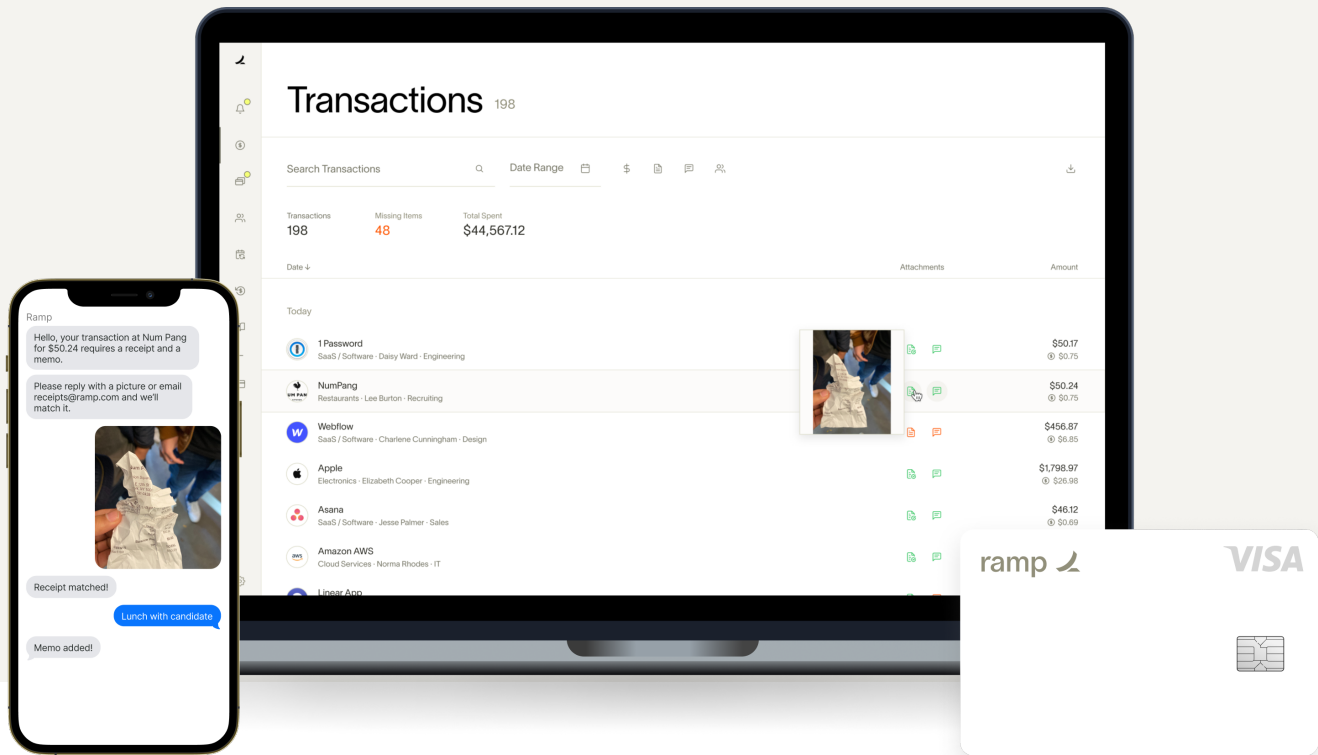 Transactions 198
Search Transactions
Date Range
Transactions
Missing Items
Total Spent
198
48
$44,567.12
Date ↓
Attachments
Amount
Today
1 Password
SaaS / Software · Daisy Ward · Engineering
$50.17
$0.75
NumPang
Restaurants · Lee Burton · Recruiting
$50.24
$0.75
UM PAN
Webflow
SaaS / Software · Charlene Cunningham · Design
$456.87
$6.85
Apple
Electronics · Elizabeth Cooper · Engineering
$1,798.97
$26.98
Asana
SaaS / Software · Jesse Palmer · Sales
$46.12
$0.69
aws
Amazon AWS
Cloud Services · Norma Rhodes · IT
Linear App
Ramp
Hello, your transaction at Num Pang
for $50.24 requires a receipt and a
memo.
Please reply with a picture or email
receipts@ramp.com and we'll
match it.
Receipt matched!
Lunch with candidate
Memo added!
ramp
VISA